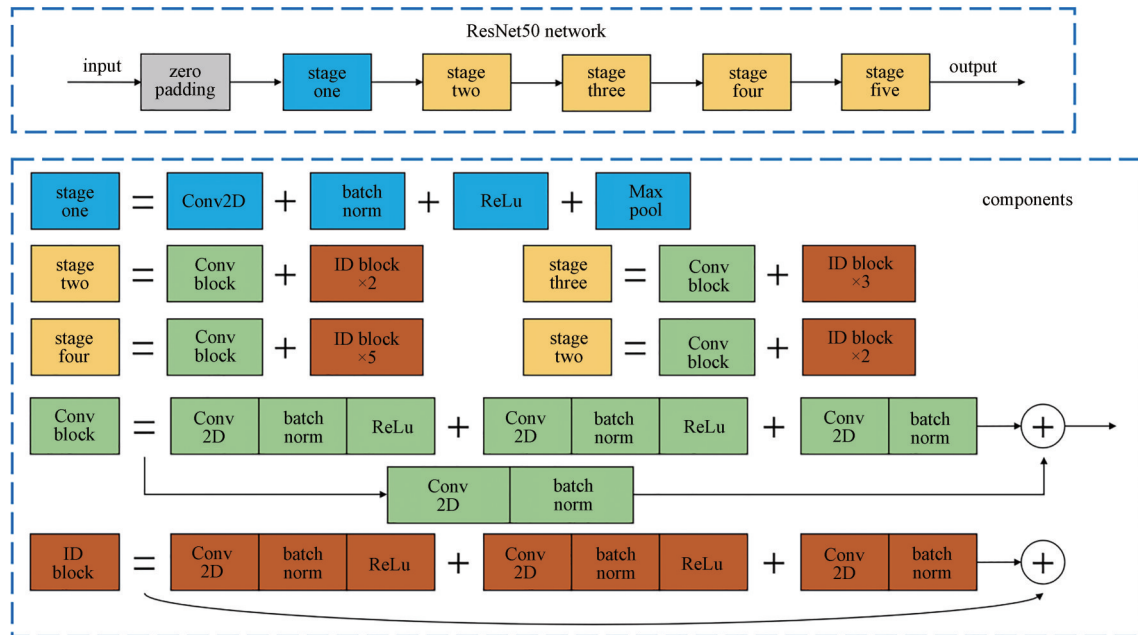 ResNet50 network
input
zero
padding
stage
one
stage
two
stage
three
stage
four
stage
five
output
components
stage
one
=
Conv2D
+
batch
norm
+
ReLu
+
Max
pool
stage
two
=
Conv
block
+
ID block
×2
stage
three
=
Conv
block
+
ID block
×3
stage
four
=
Conv
block
+
ID block
×5
stage
two
=
Conv
block
+
ID block
×2
Conv
block
=
Conv
2D
batch
norm
ReLu
+
Conv
2D
batch
norm
ReLu
+
Conv
2D
batch
norm
+
Conv
2D
batch
norm
ID
block
=
Conv
2D
batch
norm
ReLu
+
Conv
2D
batch
norm
ReLu
+
Conv
2D
batch
norm
+